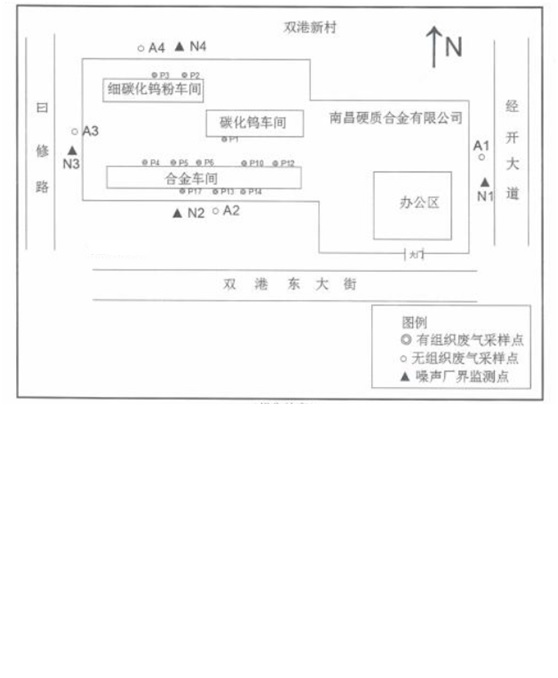 双港新村
A4 N4
N
P3 P2
细碳化钨粉车间
碳化钨车间
P1
南昌硬质合金有限公司
日修路
A3
N3
经开大道
A1
N1
P4 P5 P6 P10 P12
合金车间
P17 P13 P14
办公区
N2 A2
大门
双港东大街
图例
有组织废气采样点
无组织废气采样点
噪声厂界监测点